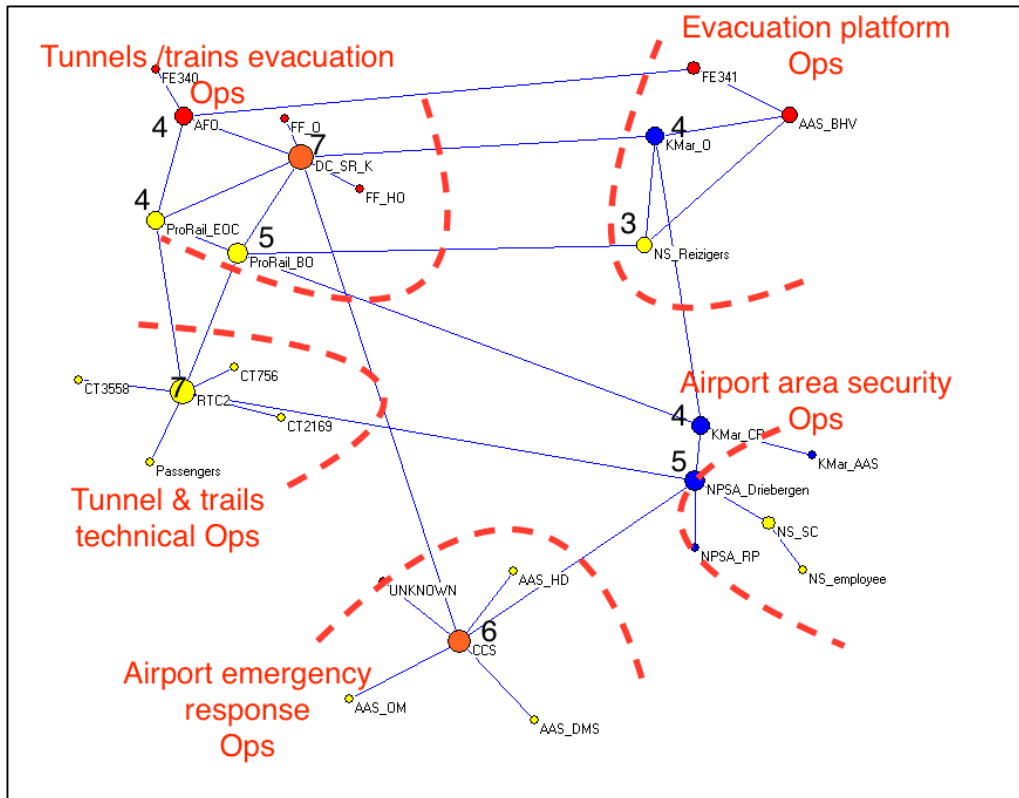 Tunnels /trains evacuation
Ops
Evacuation platform
Ops
FE340
4
AFO
FF_O
7
DC_SR_K
FF_HO
4
ProRail_EOC
5
ProRail_BO
FE341
AAS_BHV
4
KMar_O
3
NS_Reizigers
CT3558
CT756
7
RTC2
CT2169
Passengers
Tunnel & trails
technical Ops
Airport area security
Ops
4
KMar_CP
KMar_AAS
5
NPSA_Driebergen
NS_SC
NPSA_RP
NS_employee
UNKNOWN
AAS_HD
6
CCS
AAS_OM
AAS_DMS
Airport emergency
response
Ops